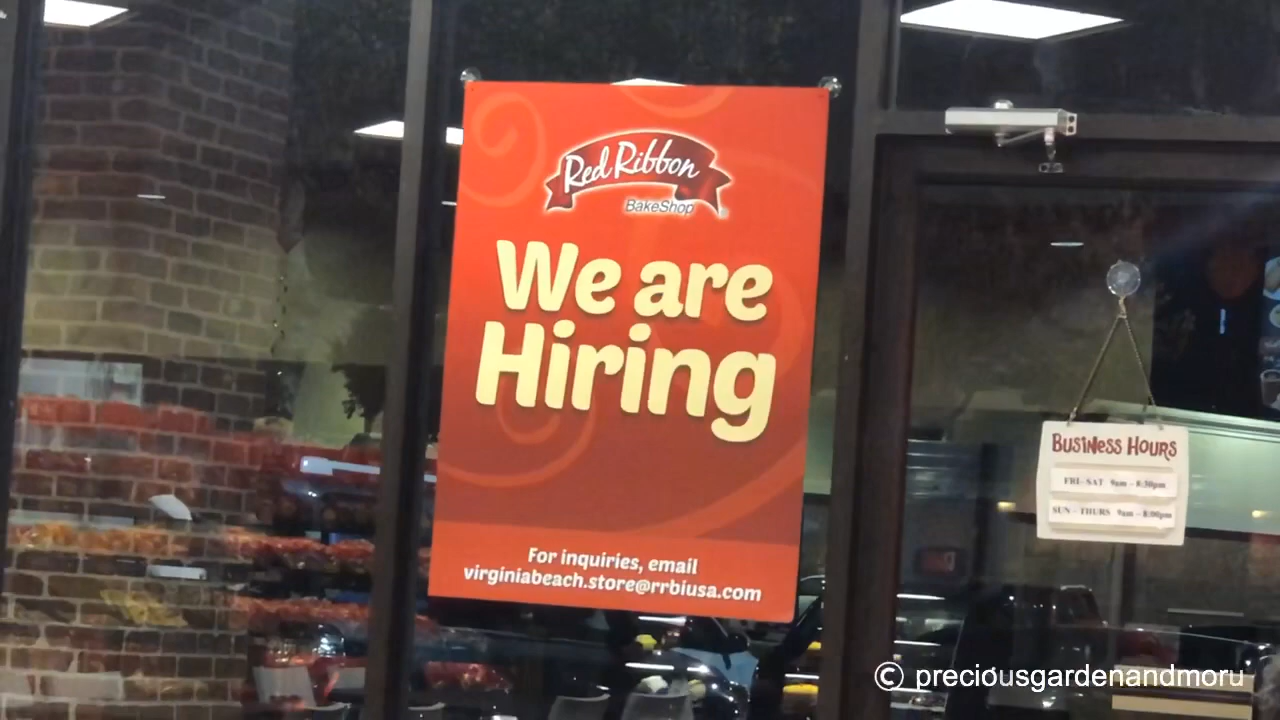 Red Ribbon
BakeShop
We are
Hiring
For inquiries, email
virginiabeach.store@rrbiusa.com
BUSINESS HOURS
FRI- SAT 9am - 8:30pm
SUN - THURS 9am - 8:00pm
© preciousgardenandmoru